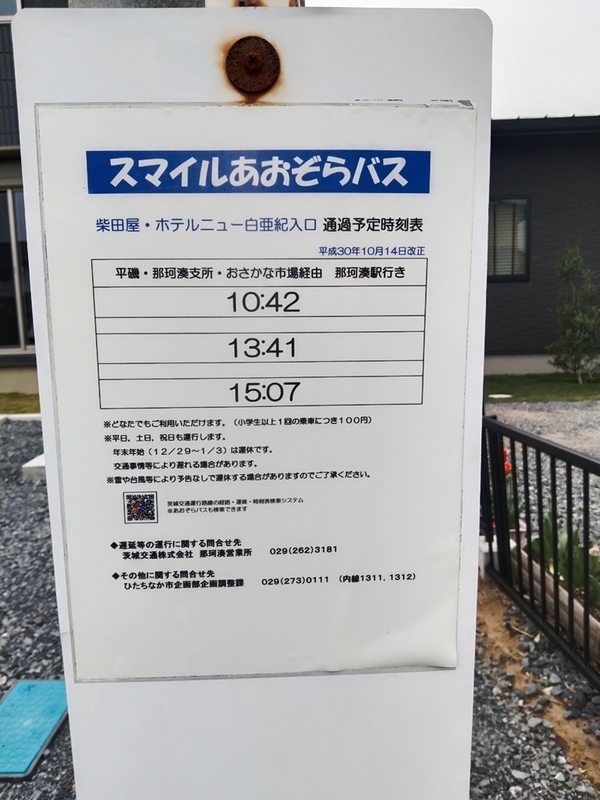 スマイルあおぞらバス
柴田屋・ホテルニュー白亜紀入口 通過予定時刻表
平成30年10月14日改正
平磯・那珂湊支所・おさかな市場経由 那珂湊駅行き
10:42
13:41
15:07
※どなたでもご利用いただけます。（小学生以上1回の乗車につき100円）
※平日，土日，祝日も運行します。
年末年始（12／29～1／3）は運休です。
交通事情等により遅れる場合があります。
※雪や台風等により予告なしで運休する場合がありますのでご了承ください。
茨城交通運行路線の経路・運賃・時刻表検索システム
※あおぞらバスも検索できます
◆遅延等の運行に関する問合せ先
茨城交通株式会社 那珂湊営業所 029(262)3181
◆その他に関する問合せ先
ひたちなか市企画部企画調整課 029(273)0111 （内線1311，1312）